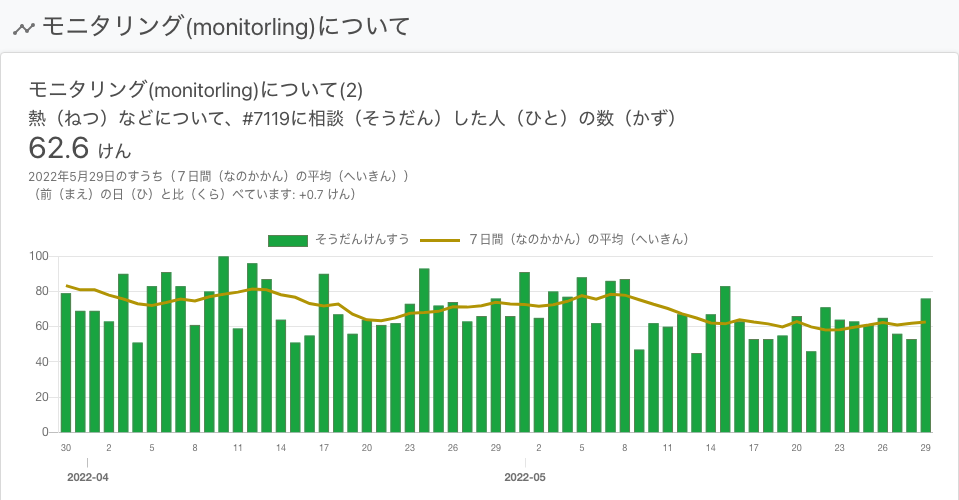 モニタリング(monitorling)について
モニタリング(monitorling)について(2)
熱（ねつ）などについて、#7119に相談（そうだん）した人（ひと）の数（かず）
62.6 けん
2022年5月29日のすうち（７日間（なのかかん）の平均（へいきん））
（前（まえ）の日（ひ）と比（くら）べています: +0.7 けん）
そうだんけんすう ７日間（なのかかん）の平均（へいきん）
100
80
60
40
20
0
30 2 5 8 11 14 17 20 23 26 29 2 5 8 11 14 17 20 23 26 29
2022-04 2022-05